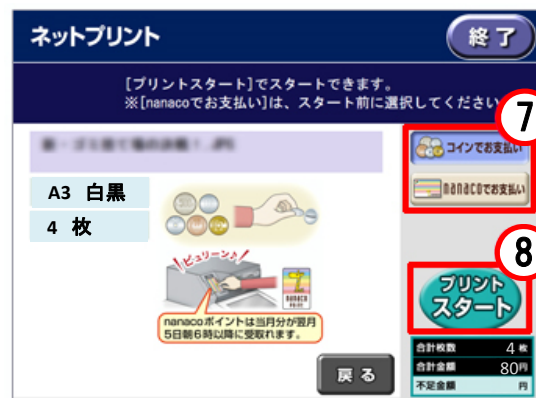 ネットプリント
終了
[プリントスタート]でスタートできます。
※[nanacoでお支払い]は、スタート前に選択してください
7
コインでお支払い
nanacoでお支払い
A3 白黒
4 枚
ピュリーン♪
nanacoポイントは当月分が翌月
5日朝6時以降に受取れます。
8
プリント
スタート
戻る
合計枚数 4枚
合計金額 80円
不足金額 円